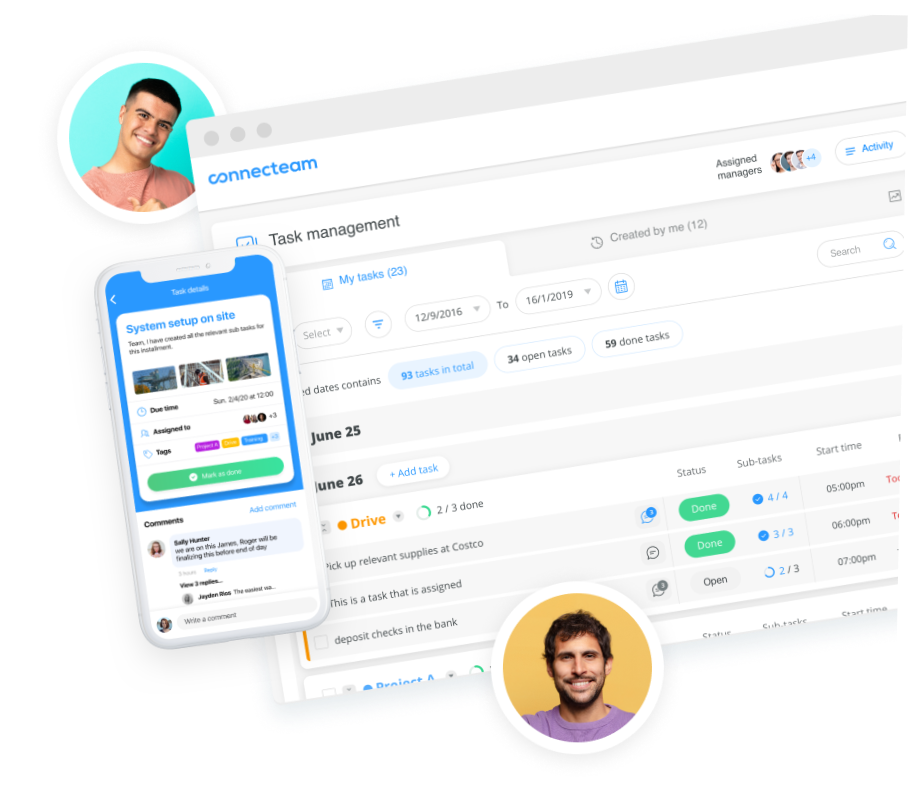 connecteam
Assigned
managers
+4
Activity
Task management
My tasks (23)
Created by me (12)
Select
12/9/2016
To
16/1/2019
Search
ed dates contains
93 tasks in total
34 open tasks
59 done tasks
June 25
June 26
+ Add task
Status
Sub-tasks
Start time
Drive
2 / 3 done
3
Done
4 / 4
05:00pm
Pick up relevant supplies at Costco
Done
3 / 3
06:00pm
This is a task that is assigned
3
Open
2 / 3
07:00pm
deposit checks in the bank
Status
Sub-tasks
Start time
Project A
Task details
System setup on site
Team, I have created all the relevant sub tasks for
this installment.
Due time
Sun. 2/4/20 at 12:00
Assigned to
+3
Tags
Project A
Training
Mark as done
Comments
Add comment
Sally Hunter
we are on this James, Roger will be
finalizing this before end of day
3 hours
Reply
View 3 replies...
Jayden Rios The easiest wa...
Write a comment